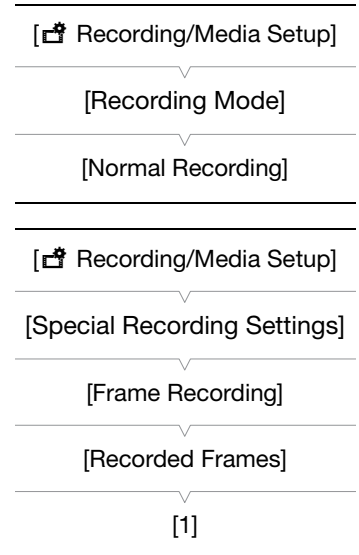 [ Recording/Media Setup]
[Recording Mode]
[Normal Recording]
[ Recording/Media Setup]
[Special Recording Settings]
[Frame Recording]
[Recorded Frames]
[1]